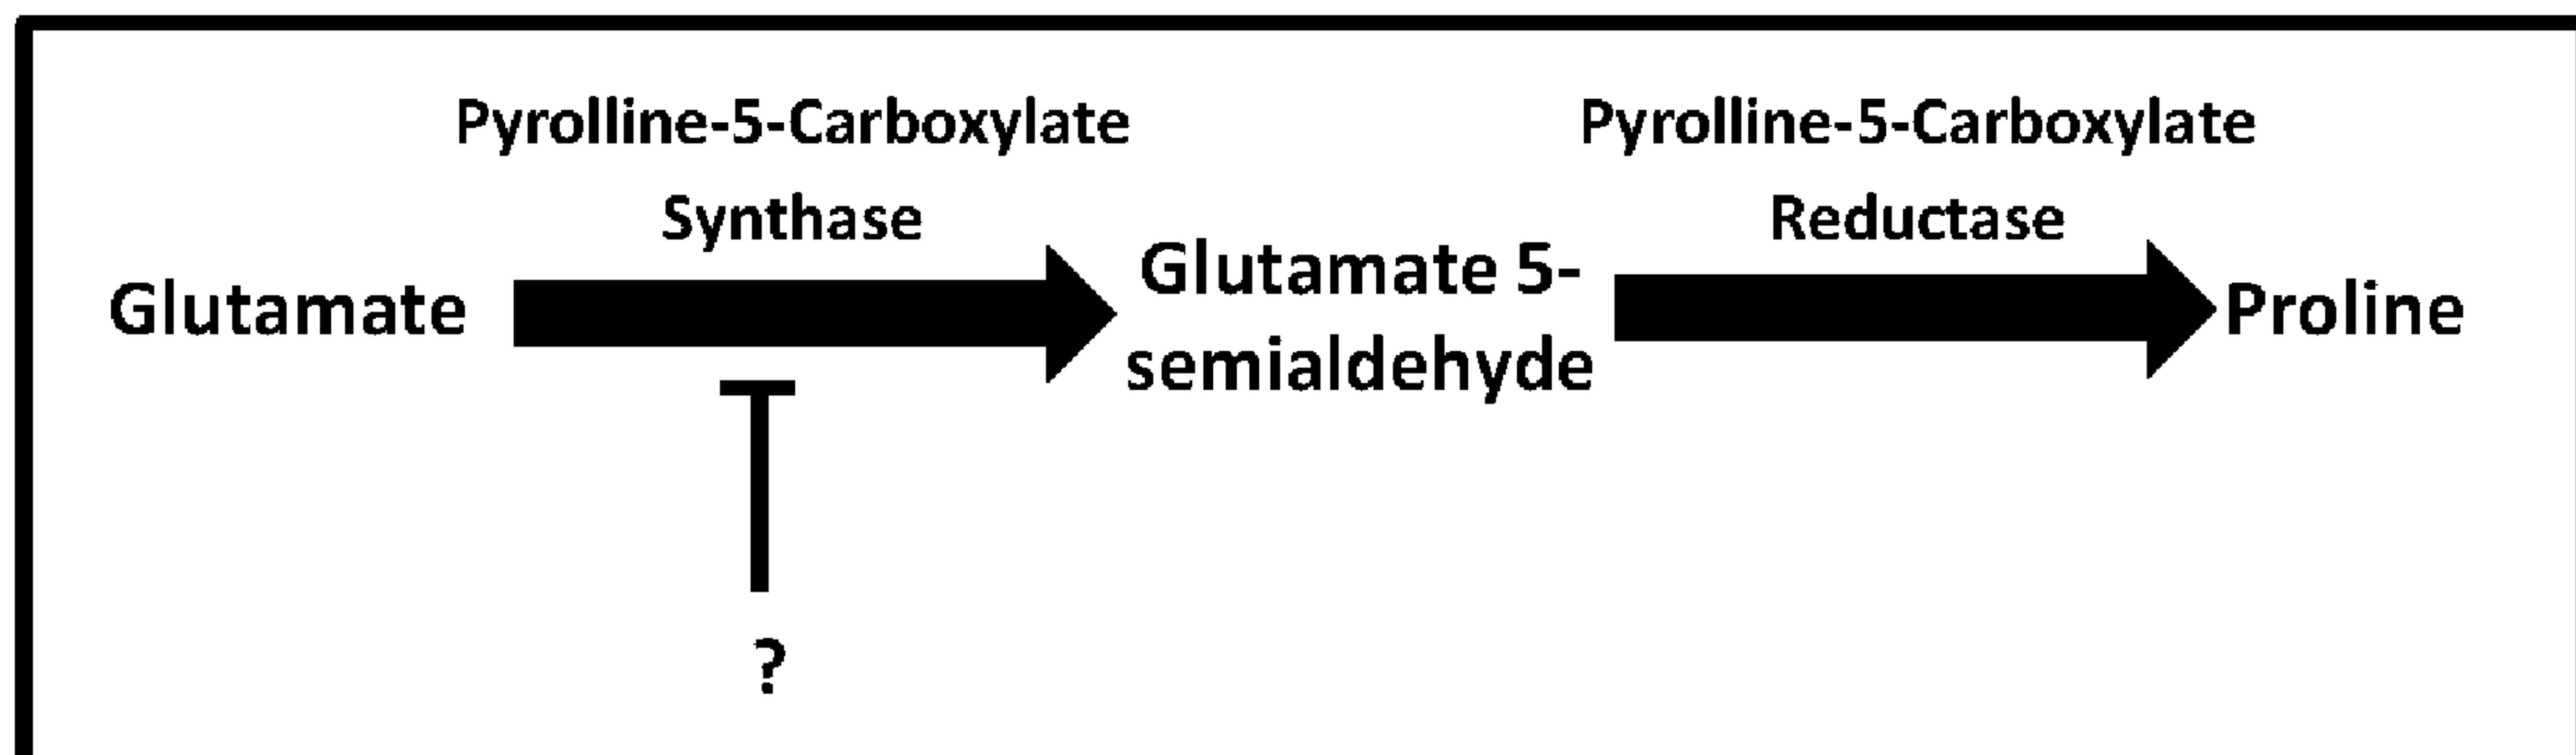 Pyrolline-5-Carboxylate
Synthase
Pyrolline-5-Carboxylate
Reductase
Glutamate
Glutamate 5-
semialdehyde
Proline
?